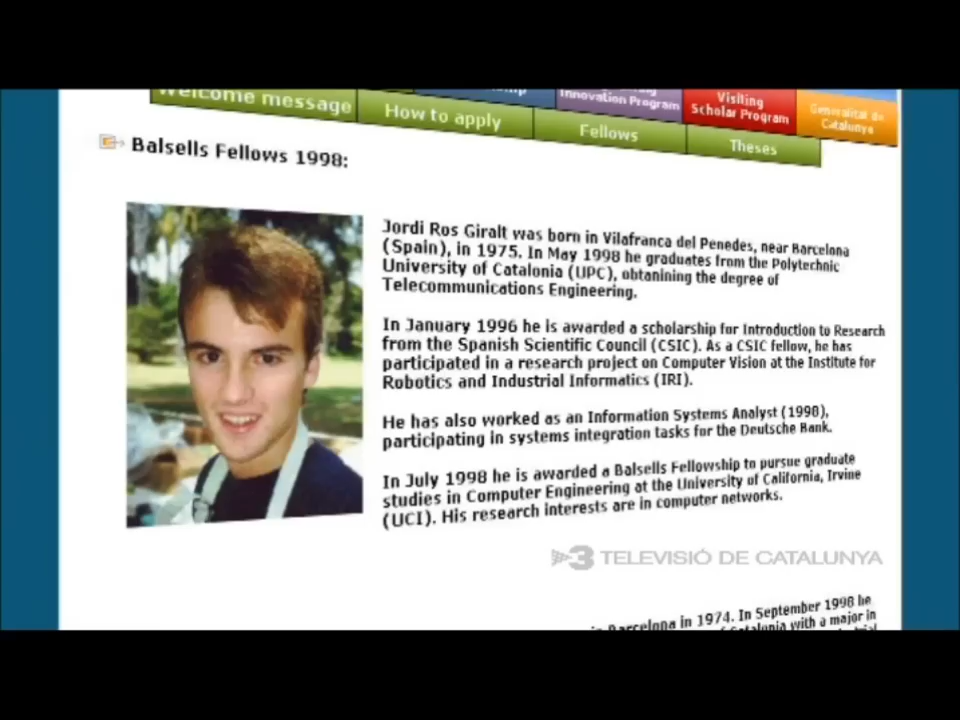 Welcome message
How to apply
Fellows
Theses
Innovation Program
Visiting
Scholar Program
Generalitat de
Catalunya
Balsells Fellows 1998:
Jordi Ros Giralt was born in Vilafranca del Penedes, near Barcelona
(Spain), in 1975. In May 1998 he graduates from the Polytechnic
University of Catalonia (UPC), obtanining the degree of
Telecommunications Engineering.
In January 1996 he is awarded a scholarship for Introduction to Research
from the Spanish Scientific Council (CSIC). As a CSIC fellow, he has
participated in a research project on Computer Vision at the Institute for
Robotics and Industrial Informatics (IRI).
He has also worked as an Information Systems Analyst (1998),
participating in systems integration tasks for the Deutsche Bank.
In July 1998 he is awarded a Balsells Fellowship to pursue graduate
studies in Computer Engineering at the University of California, Irvine
(UCI). His research interests are in computer networks.
3 TELEVISIÓ DE CATALUNYA
Barcelona in 1974. In September 1998 he
with a major in